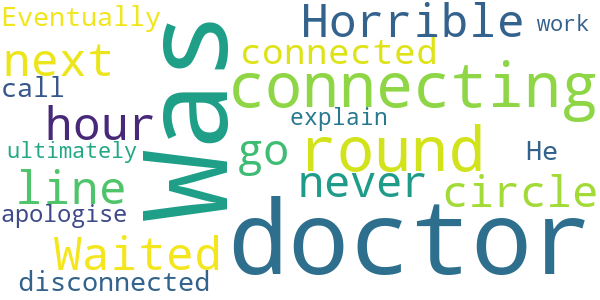 Eventually
Horrible
work
next
Was
connected
call
connecting
hour
explain
ultimately
go
round
He
line
never
circle
apologise
Waited
doctor
disconnected